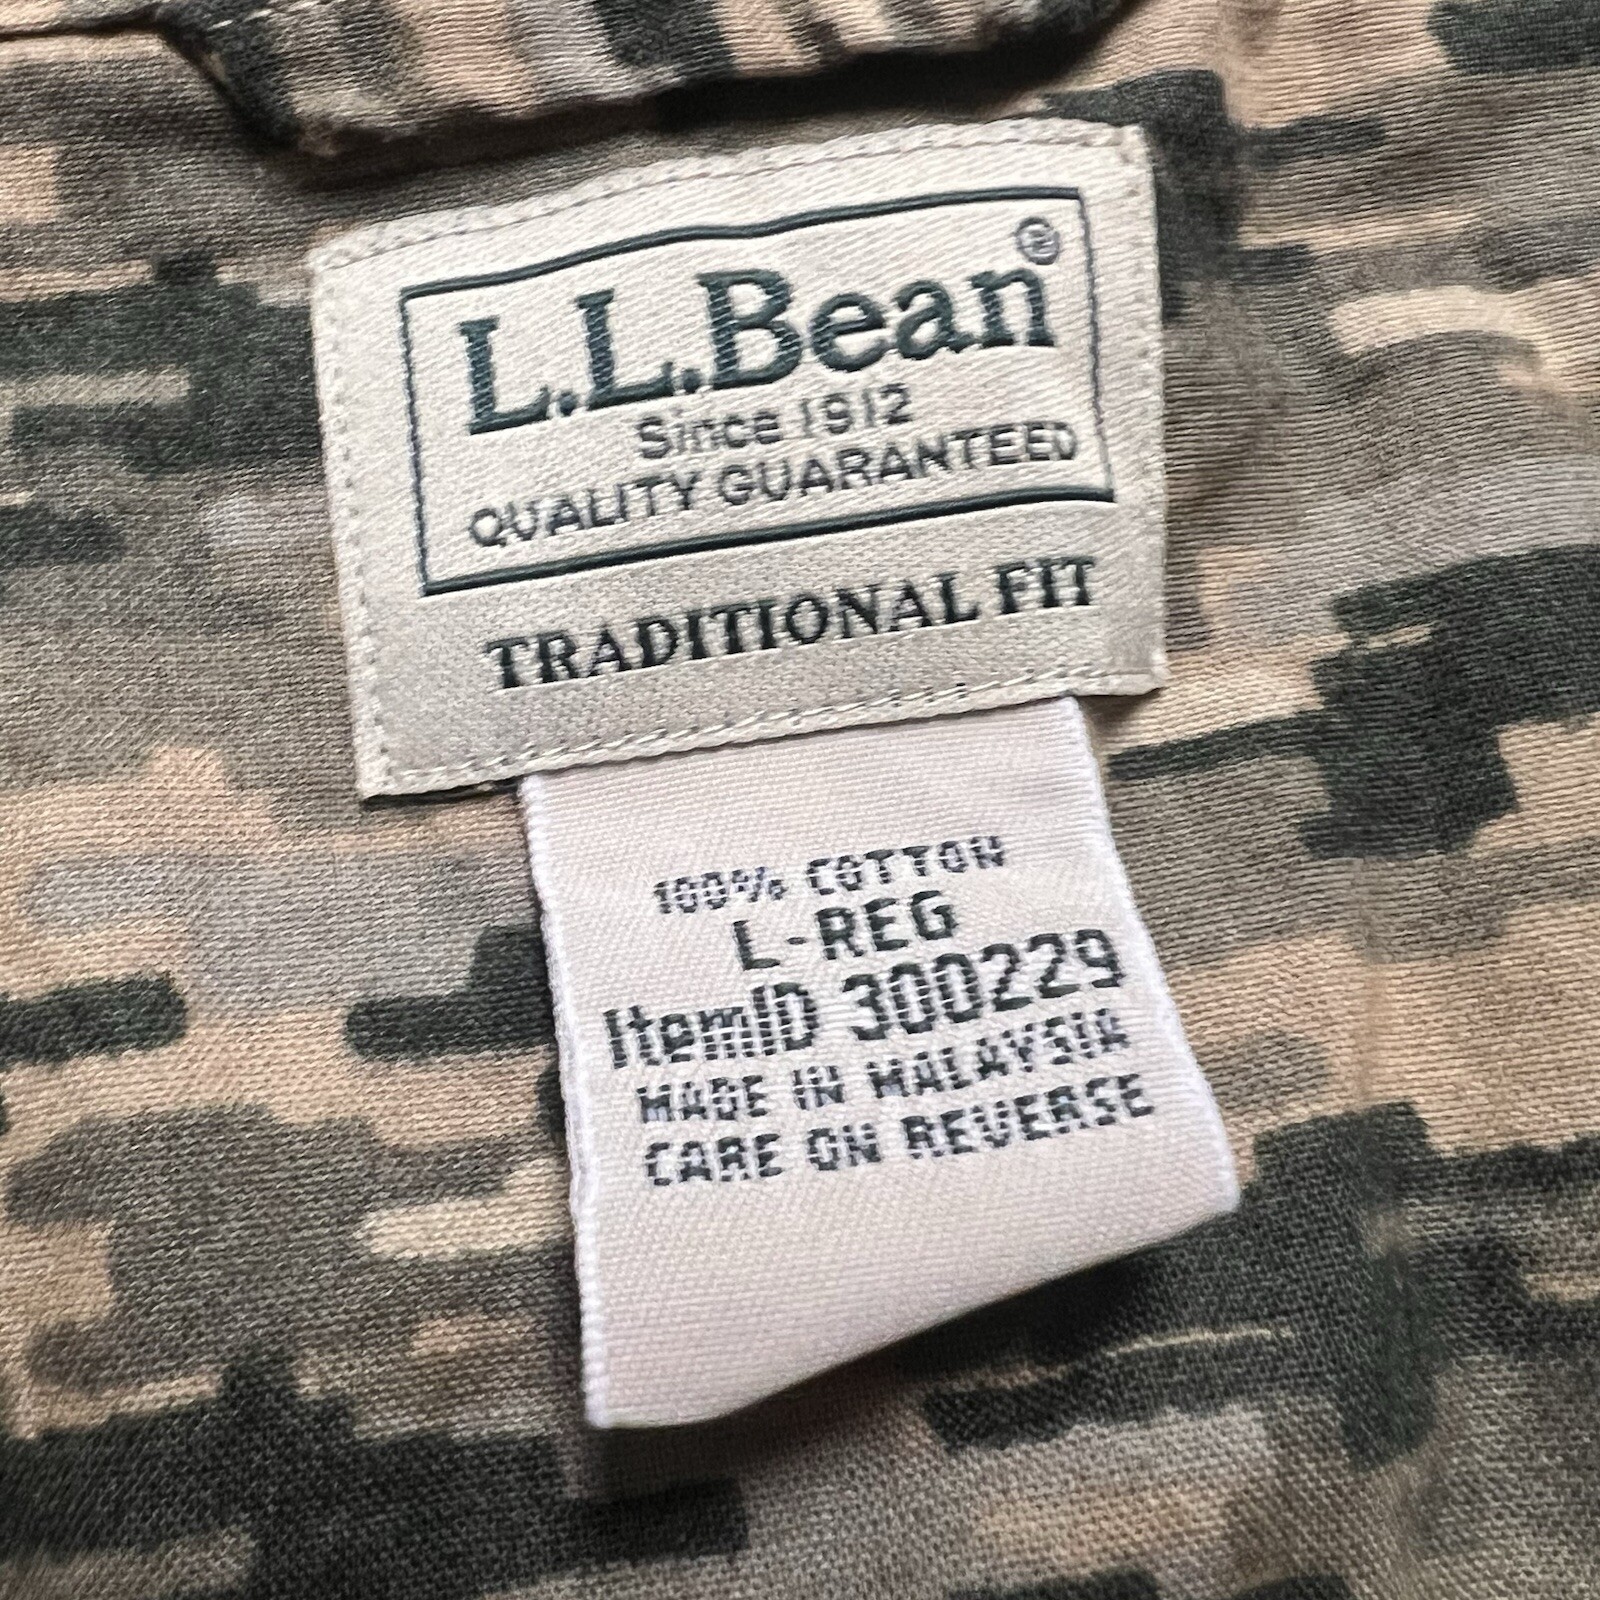 L.L.Bean®
Since 1912
QUALITY GUARANTEED
TRADITIONAL FIT
100% COTTON
L-REG
ItemID 300229
MADE IN MALAYSIA
CARE ON REVERSE